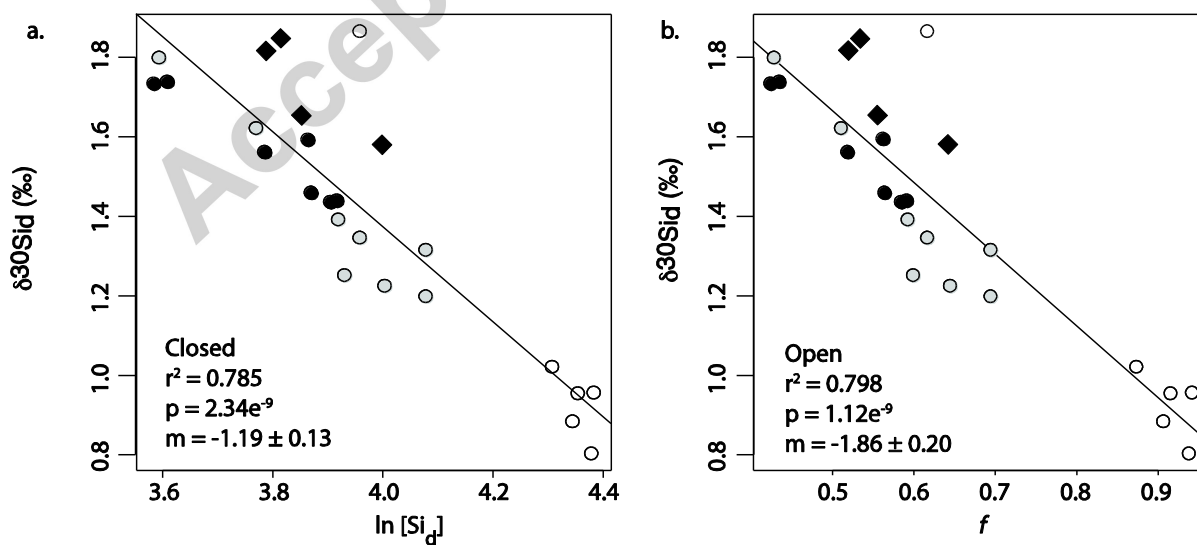 a.
Accep
δ30Sid (‰)
1.8
1.6
1.4
1.2
1.0
0.8
Closed
r² = 0.785
p = 2.34e⁻⁹
m = -1.19 ± 0.13
3.6 3.8 4.0 4.2 4.4
ln [Si_d]
b.
δ30Sid (‰)
1.8
1.6
1.4
1.2
1.0
0.8
Open
r² = 0.798
p = 1.12e⁻⁹
m = -1.86 ± 0.20
0.5 0.6 0.7 0.8 0.9
f